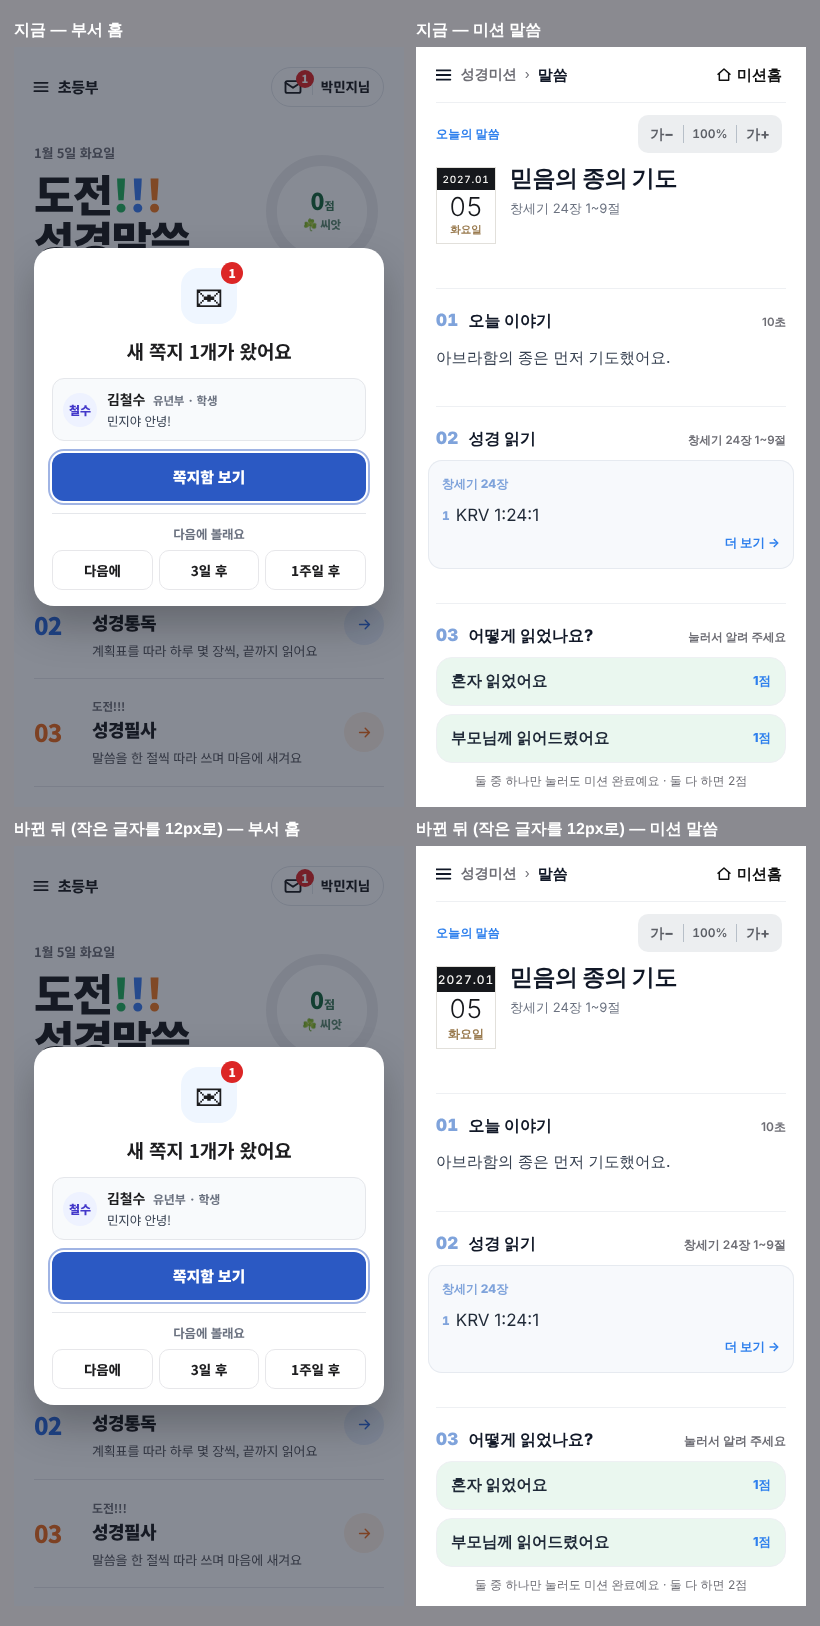 지금 — 부서 홈
초등부
1
박민지님
1월 5일 화요일
도전!!!
성경말씀
0점
☘️ 씨앗
1
새 쪽지 1개가 왔어요
철수
김철수 유년부 · 학생
민지야 안녕!
쪽지함 보기
다음에 볼래요
다음에
3일 후
1주일 후
02
성경통독
계획표를 따라 하루 몇 장씩, 끝까지 읽어요
→
도전!!!
03
성경필사
말씀을 한 절씩 따라 쓰며 마음에 새겨요
→
지금 — 미션 말씀
성경미션 › 말씀
미션홈
오늘의 말씀
가− 100% 가+
2027.01
05
화요일
믿음의 종의 기도
창세기 24장 1~9절
01 오늘 이야기 10초
아브라함의 종은 먼저 기도했어요.
02 성경 읽기 창세기 24장 1~9절
창세기 24장
1 KRV 1:24:1
더 보기 →
03 어떻게 읽었나요? 눌러서 알려 주세요
혼자 읽었어요 1점
부모님께 읽어드렸어요 1점
둘 중 하나만 눌러도 미션 완료예요 · 둘 다 하면 2점
바뀐 뒤 (작은 글자를 12px로) — 부서 홈
초등부
1
박민지님
1월 5일 화요일
도전!!!
성경말씀
0점
☘️ 씨앗
1
새 쪽지 1개가 왔어요
철수
김철수 유년부 · 학생
민지야 안녕!
쪽지함 보기
다음에 볼래요
다음에
3일 후
1주일 후
02
성경통독
계획표를 따라 하루 몇 장씩, 끝까지 읽어요
→
도전!!!
03
성경필사
말씀을 한 절씩 따라 쓰며 마음에 새겨요
→
바뀐 뒤 (작은 글자를 12px로) — 미션 말씀
성경미션 › 말씀
미션홈
오늘의 말씀
가− 100% 가+
2027.01
05
화요일
믿음의 종의 기도
창세기 24장 1~9절
01 오늘 이야기 10초
아브라함의 종은 먼저 기도했어요.
02 성경 읽기 창세기 24장 1~9절
창세기 24장
1 KRV 1:24:1
더 보기 →
03 어떻게 읽었나요? 눌러서 알려 주세요
혼자 읽었어요 1점
부모님께 읽어드렸어요 1점
둘 중 하나만 눌러도 미션 완료예요 · 둘 다 하면 2점